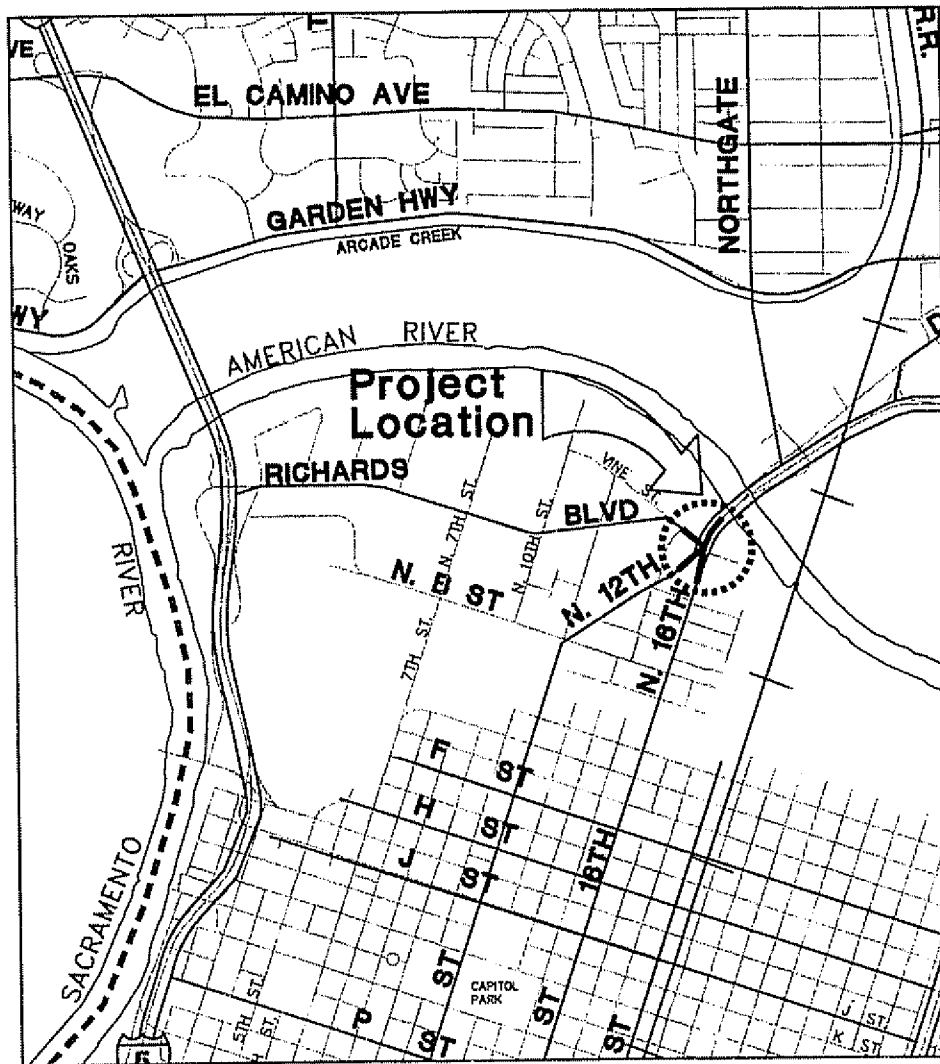 VE
EL CAMINO AVE
NORTHGATE
R.R.
WAY
OAKS
GARDEN HWY
ARCADE CREEK
WY
AMERICAN RIVER
Project
Location
RICHARDS
BLVD
VINE ST.
N. 7TH ST.
N. 10TH ST.
N. B ST
N. 12TH
N. 16TH
7TH ST.
RIVER
SACRAMENTO
F ST
H ST
J ST
16TH
ST
CAPITOL
PARK
ST
ST
P ST
5TH ST.
ST.
J ST.
K ST.